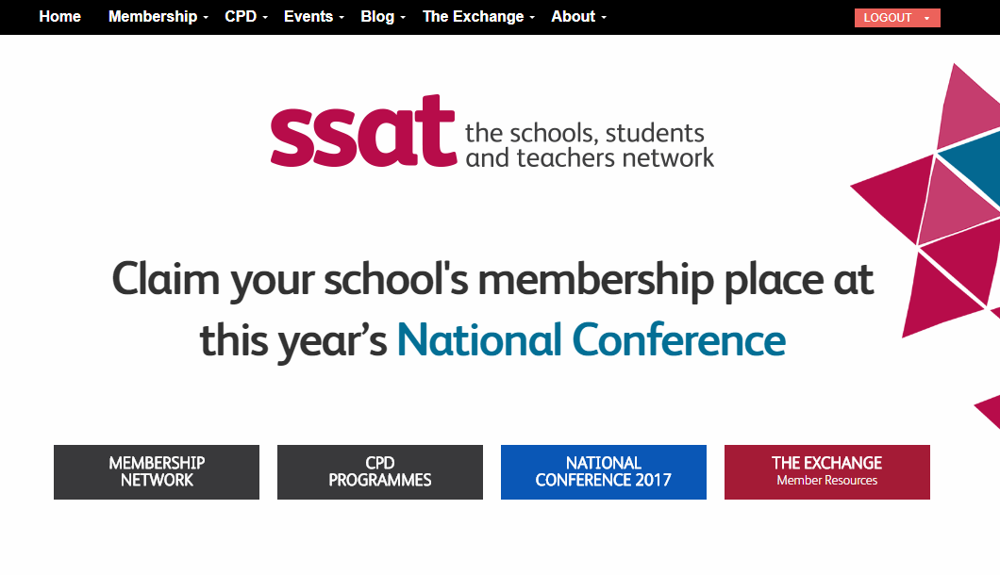 Home Membership CPD Events Blog The Exchange About LOGOUT
ssat the schools, students
and teachers network
Claim your school's membership place at
this year’s National Conference
MEMBERSHIP
NETWORK
CPD
PROGRAMMES
NATIONAL
CONFERENCE 2017
THE EXCHANGE
Member Resources